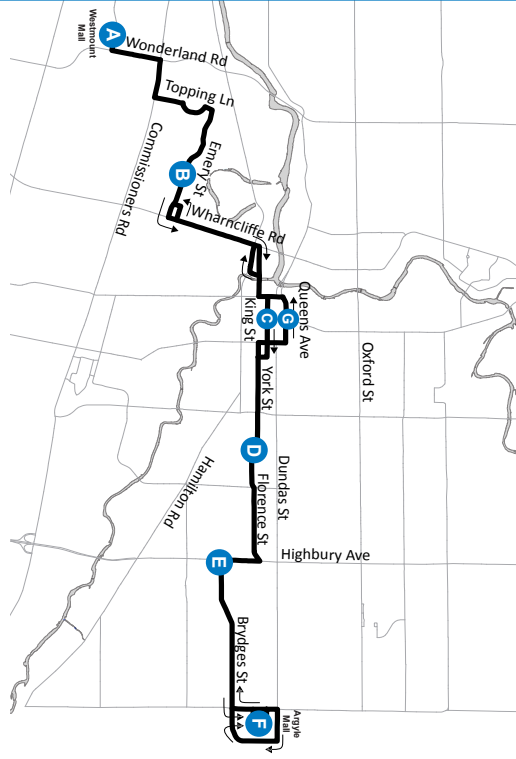 A
Westmount
Mall
Wonderland Rd
Topping Ln
Commissioners Rd
Emery St
B
Wharncliffe Rd
Queens Ave
King St
C
G
Oxford St
York St
D
Dundas St
Florence St
Hamilton Rd
Highbury Ave
E
Brydges St
Argyle
Mall
F